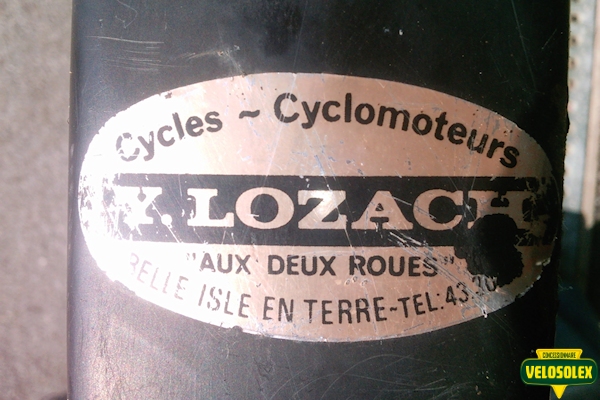 Cycles ~ Cyclomoteurs
Y. LOZACH
"AUX DEUX ROUES"
BELLE ISLE EN TERRE-TEL:43
CONCESSIONNAIRE
VELOSOLEX